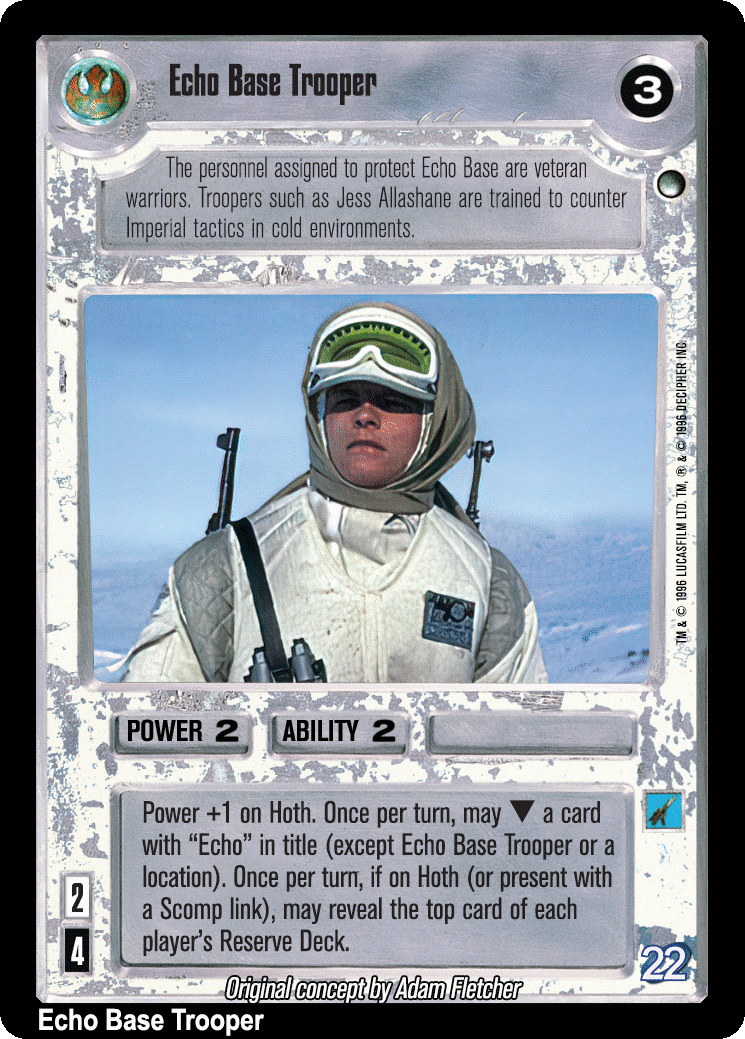 Echo Base Trooper
3
The personnel assigned to protect Echo Base are veteran
warriors. Troopers such as Jess Allashane are trained to counter
Imperial tactics in cold environments.
TM & © 1996 LUCASFILM LTD. TM, ® & © 1996 DECIPHER INC.
POWER 2
ABILITY 2
Power +1 on Hoth. Once per turn, may ▼ a card
with “Echo” in title (except Echo Base Trooper or a
location). Once per turn, if on Hoth (or present with
a Scomp link), may reveal the top card of each
player’s Reserve Deck.
2
4
22
Original concept by Adam Fletcher
Echo Base Trooper